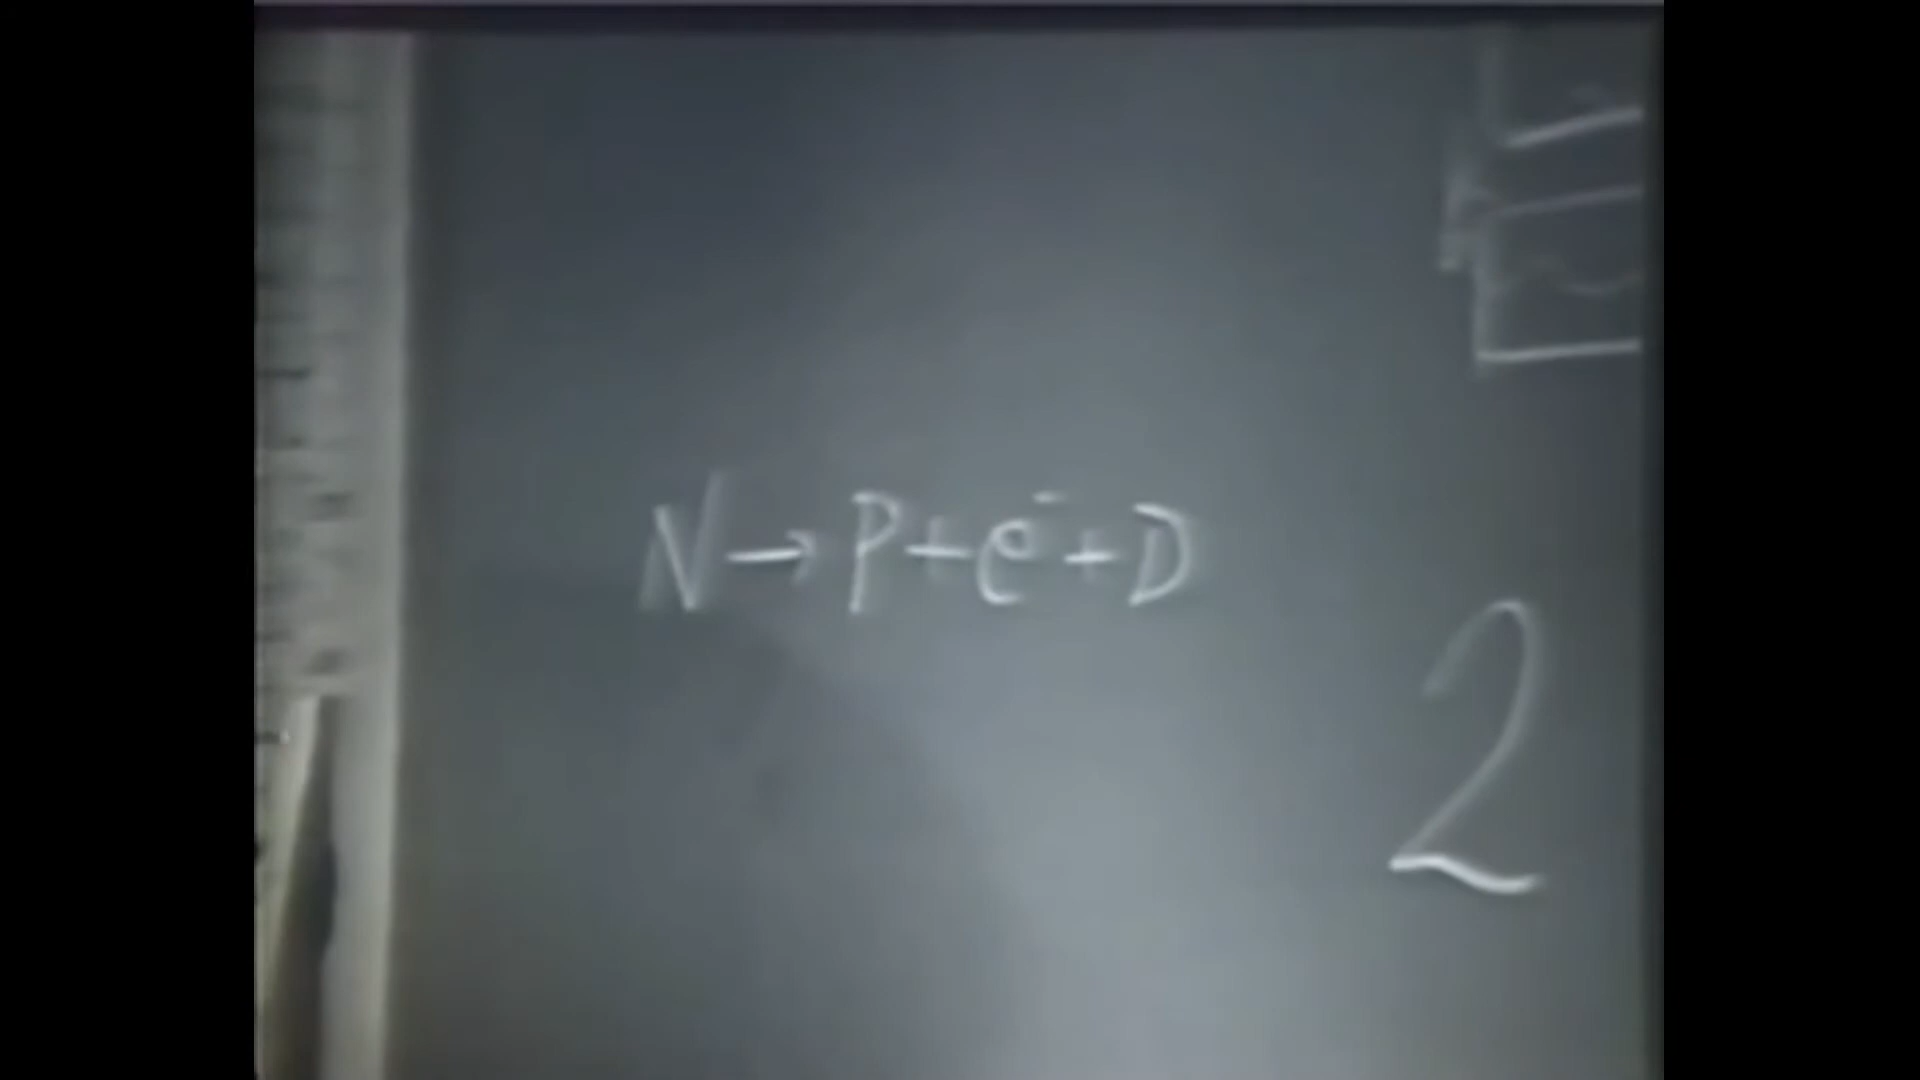 N → P + e⁻ + D
2